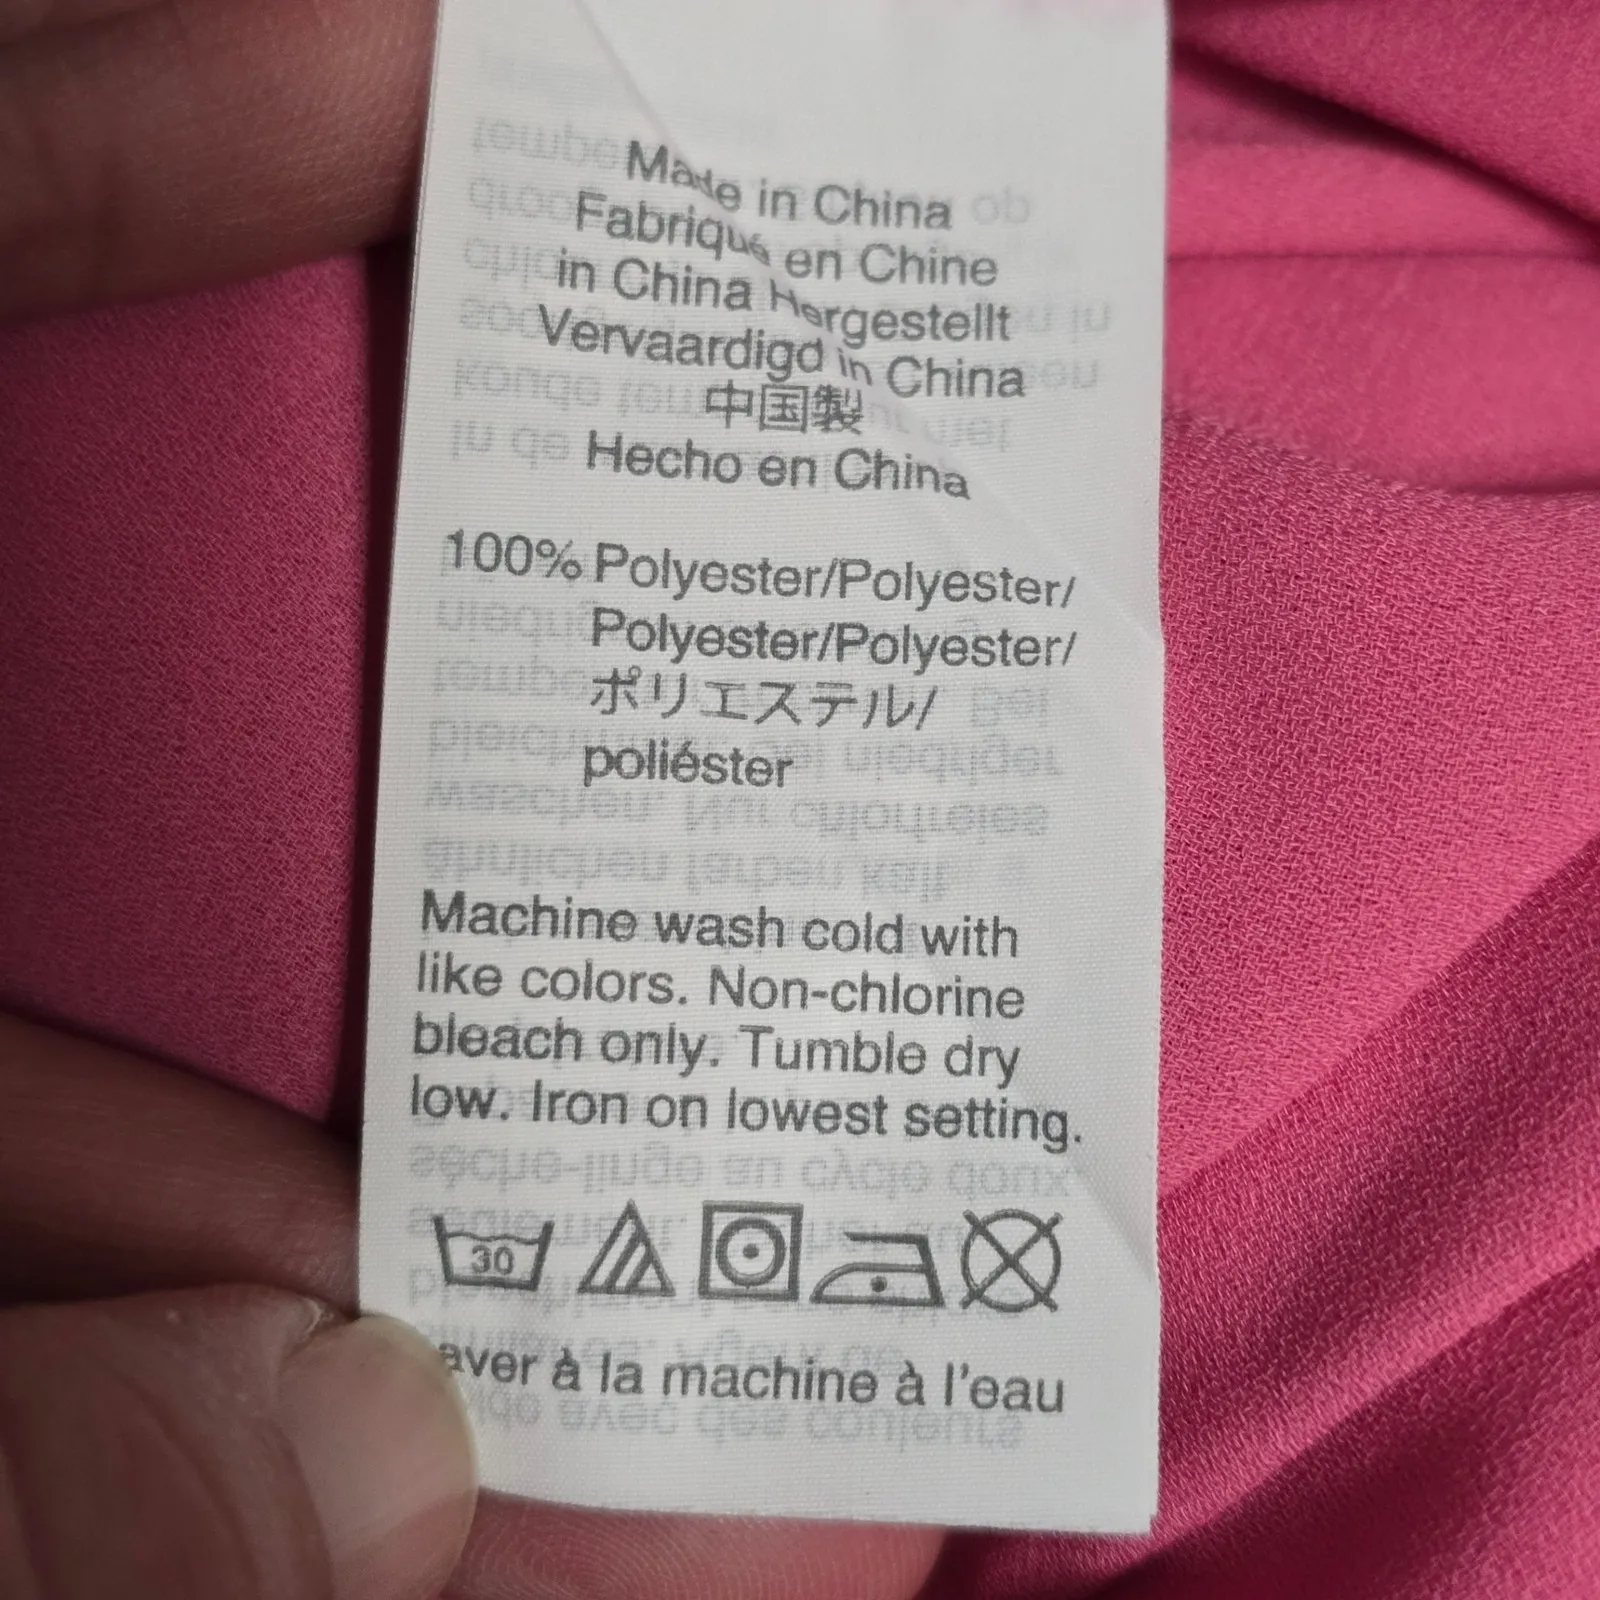 Made in China
Fabriqué en Chine
in China Hergestellt
Vervaardigd in China
中国製
Hecho en China
100% Polyester/Polyester/
Polyester/Polyester/
ポリエステル/
poliéster
Machine wash cold with
like colors. Non-chlorine
bleach only. Tumble dry
low. Iron on lowest setting.
30
à la machine à l'eau